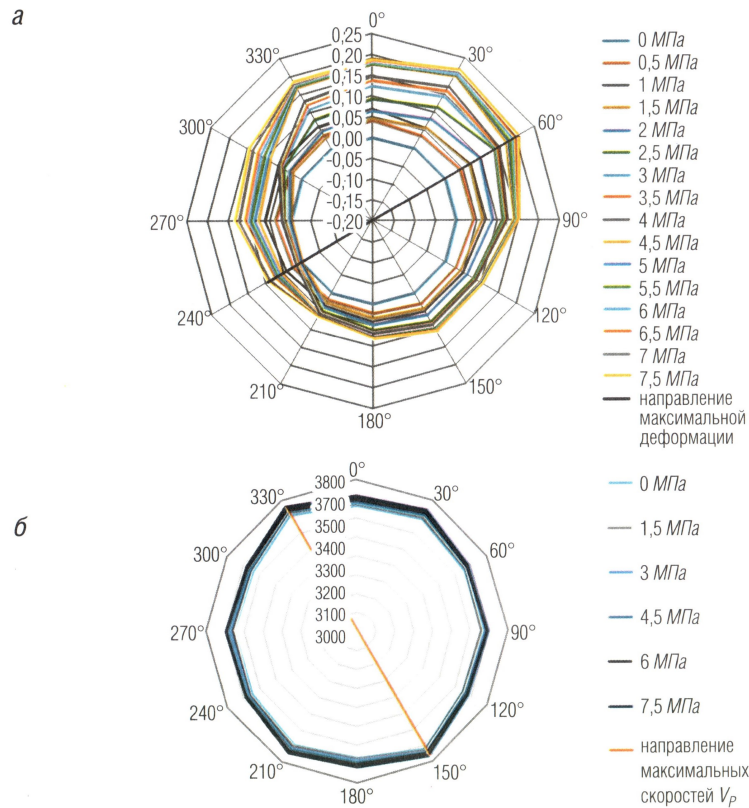 а
0°
30°
60°
90°
120°
150°
180°
210°
240°
270°
300°
330°
0,25
0,20
0,15
0,10
0,05
0,00
-0,05
-0,10
-0,15
-0,20
0 МПа
0,5 МПа
1 МПа
1,5 МПа
2 МПа
2,5 МПа
3 МПа
3,5 МПа
4 МПа
4,5 МПа
5 МПа
5,5 МПа
6 МПа
6,5 МПа
7 МПа
7,5 МПа
направление
максимальной
деформации
б
0°
30°
60°
90°
120°
150°
180°
210°
240°
270°
300°
330°
3800
3700
3500
3400
3300
3200
3100
3000
0 МПа
1,5 МПа
3 МПа
4,5 МПа
6 МПа
7,5 МПа
направление
максимальных
скоростей Vₚ